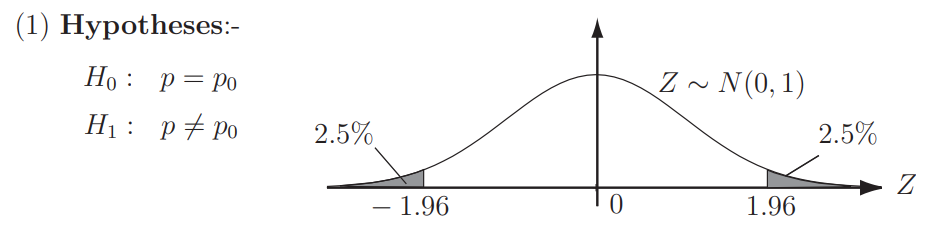 (1) Hypotheses:-
H₀ : p = p₀
H₁ : p ≠ p₀
Z ∼ N(0, 1)
2.5%
2.5%
Z
− 1.96
0
1.96